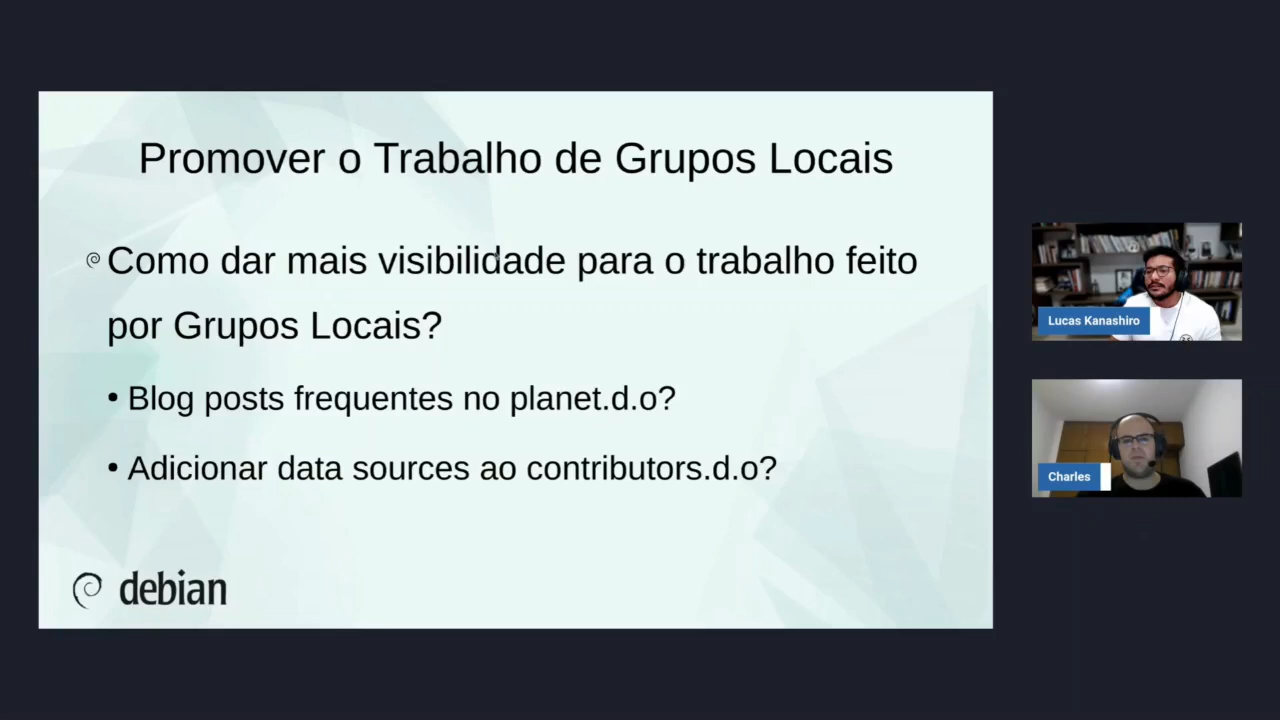 Promover o Trabalho de Grupos Locais
Como dar mais visibilidade para o trabalho feito
por Grupos Locais?
• Blog posts frequentes no planet.d.o?
• Adicionar data sources ao contributors.d.o?
debian
Lucas Kanashiro
Charles